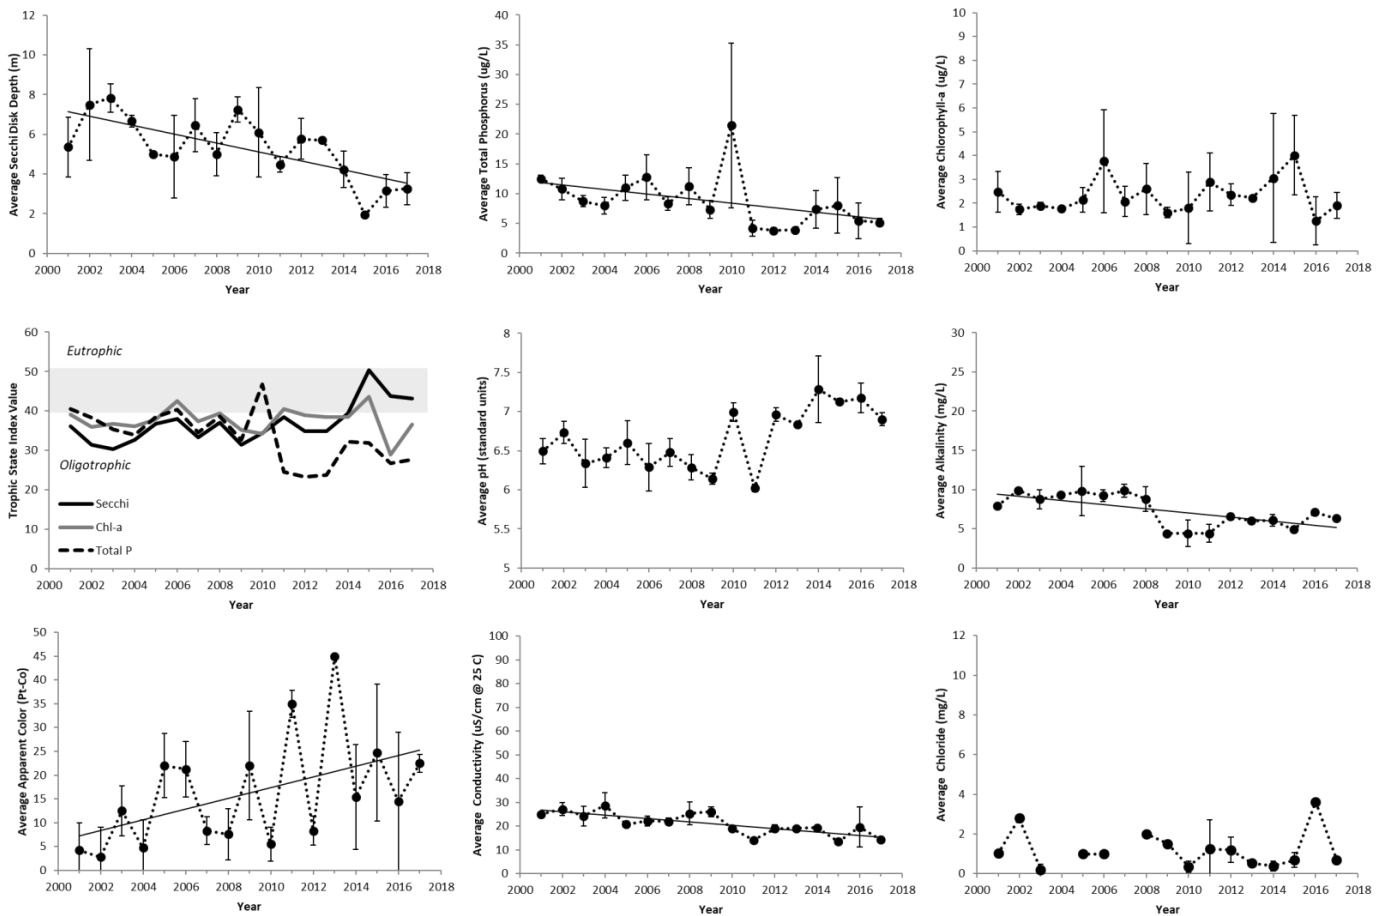 Average Secchi Disk Depth (m)
12
10
8
6
4
2
0
2000 2002 2004 2006 2008 2010 2012 2014 2016 2018
Year
Average Total Phosphorus (ug/L)
40
35
30
25
20
15
10
5
0
2000 2002 2004 2006 2008 2010 2012 2014 2016 2018
Year
Average Chlorophyll-a (ug/L)
10
9
8
7
6
5
4
3
2
1
0
2000 2002 2004 2006 2008 2010 2012 2014 2016 2018
Year
Trophic State Index Value
60
50
40
30
20
10
0
Eutrophic
Oligotrophic
Secchi
Chl-a
Total P
2000 2002 2004 2006 2008 2010 2012 2014 2016 2018
Year
Average pH (standard units)
8
7.5
7
6.5
6
5.5
5
2000 2002 2004 2006 2008 2010 2012 2014 2016 2018
Year
Average Alkalinity (mg/L)
30
25
20
15
10
5
0
2000 2002 2004 2006 2008 2010 2012 2014 2016 2018
Year
Average Apparent Color (Pt-Co)
50
45
40
35
30
25
20
15
10
5
0
2000 2002 2004 2006 2008 2010 2012 2014 2016 2018
Year
Average Conductivity (uS/cm @ 25 C)
100
90
80
70
60
50
40
30
20
10
0
2000 2002 2004 2006 2008 2010 2012 2014 2016 2018
Year
Average Chloride (mg/L)
12
10
8
6
4
2
0
2000 2002 2004 2006 2008 2010 2012 2014 2016 2018
Year